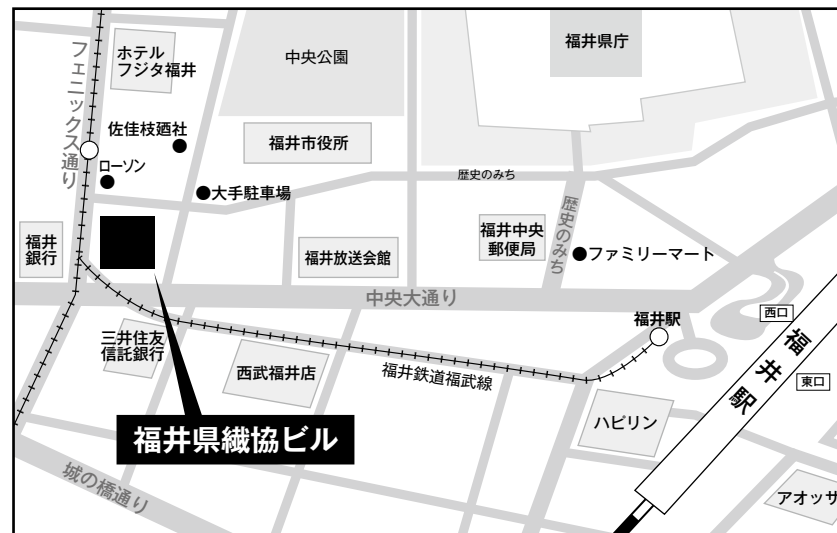 ホテル
フジタ福井
中央公園
福井県庁
フェニックス通り
佐佳枝廼社
福井市役所
ローソン
歴史のみち
大手駐車場
歴史のみち
福井
銀行
福井放送会館
福井中央
郵便局
ファミリーマート
中央大通り
西口
福井駅
福井駅
三井住友
信託銀行
西武福井店
福井鉄道福武線
東口
ハピリン
福井県繊協ビル
城の橋通り
アオッサ